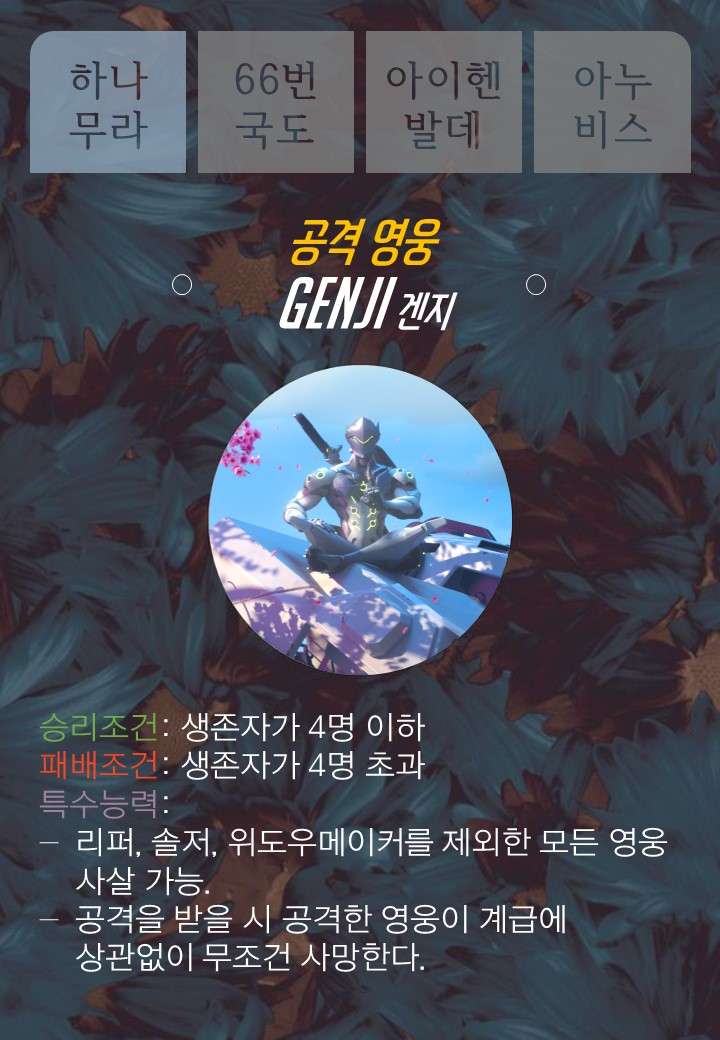 하나
무라
66번
국도
아이헨
발데
아누
비스
공격 영웅
GENJI 겐지
승리조건: 생존자가 4명 이하
패배조건: 생존자가 4명 초과
특수능력:
– 리퍼, 솔저, 위도우메이커를 제외한 모든 영웅
사살 가능.
– 공격을 받을 시 공격한 영웅이 계급에
상관없이 무조건 사망한다.